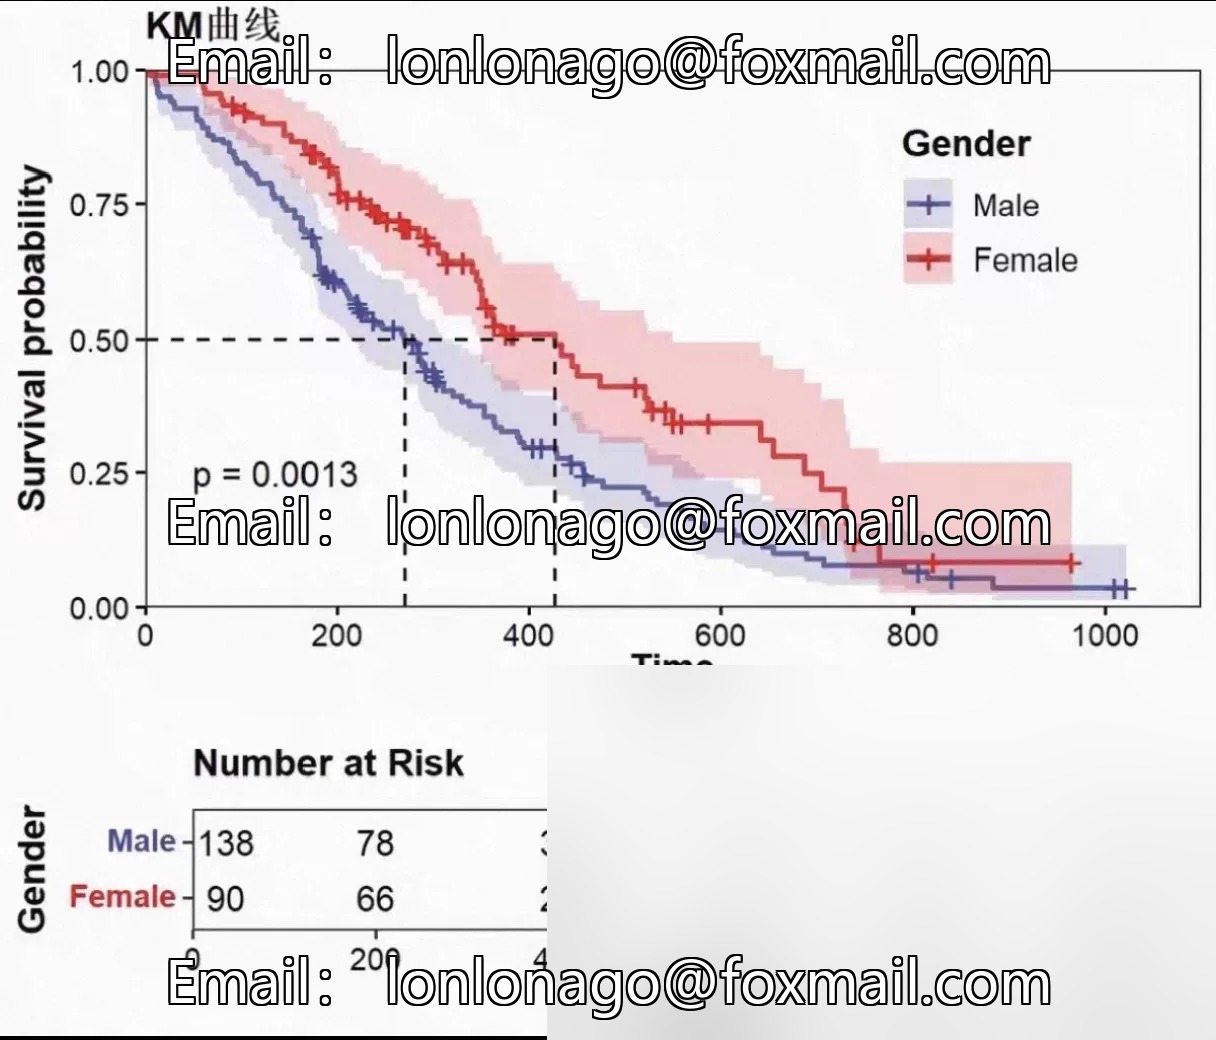 KM曲线
Email： lonlonago@foxmail.com
1.00
0.75
0.50
0.25
0.00
Survival probability
Gender
Male
Female
p = 0.0013
Email： lonlonago@foxmail.com
0 200 400 600 800 1000
Time
Number at Risk
Gender
Male 138 78
Female 90 66
0 200 4
Email： lonlonago@foxmail.com